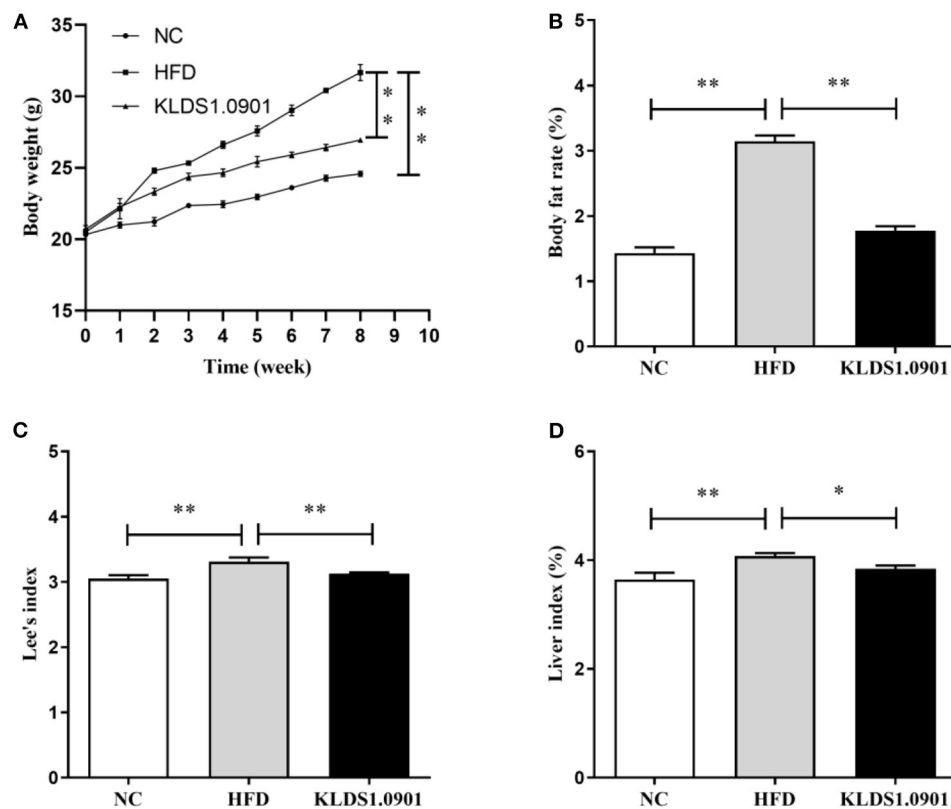 A
NC
HFD
KLDS1.0901
Body weight (g)
35
30
25
20
15
0 1 2 3 4 5 6 7 8 9 10
Time (week)
**
**
B
Body fat rate (%)
5
4
3
2
1
0
** **
NC HFD KLDS1.0901
C
Lee's index
5
4
3
2
1
0
** **
NC HFD KLDS1.0901
D
Liver index (%)
6
4
2
0
** *
NC HFD KLDS1.0901